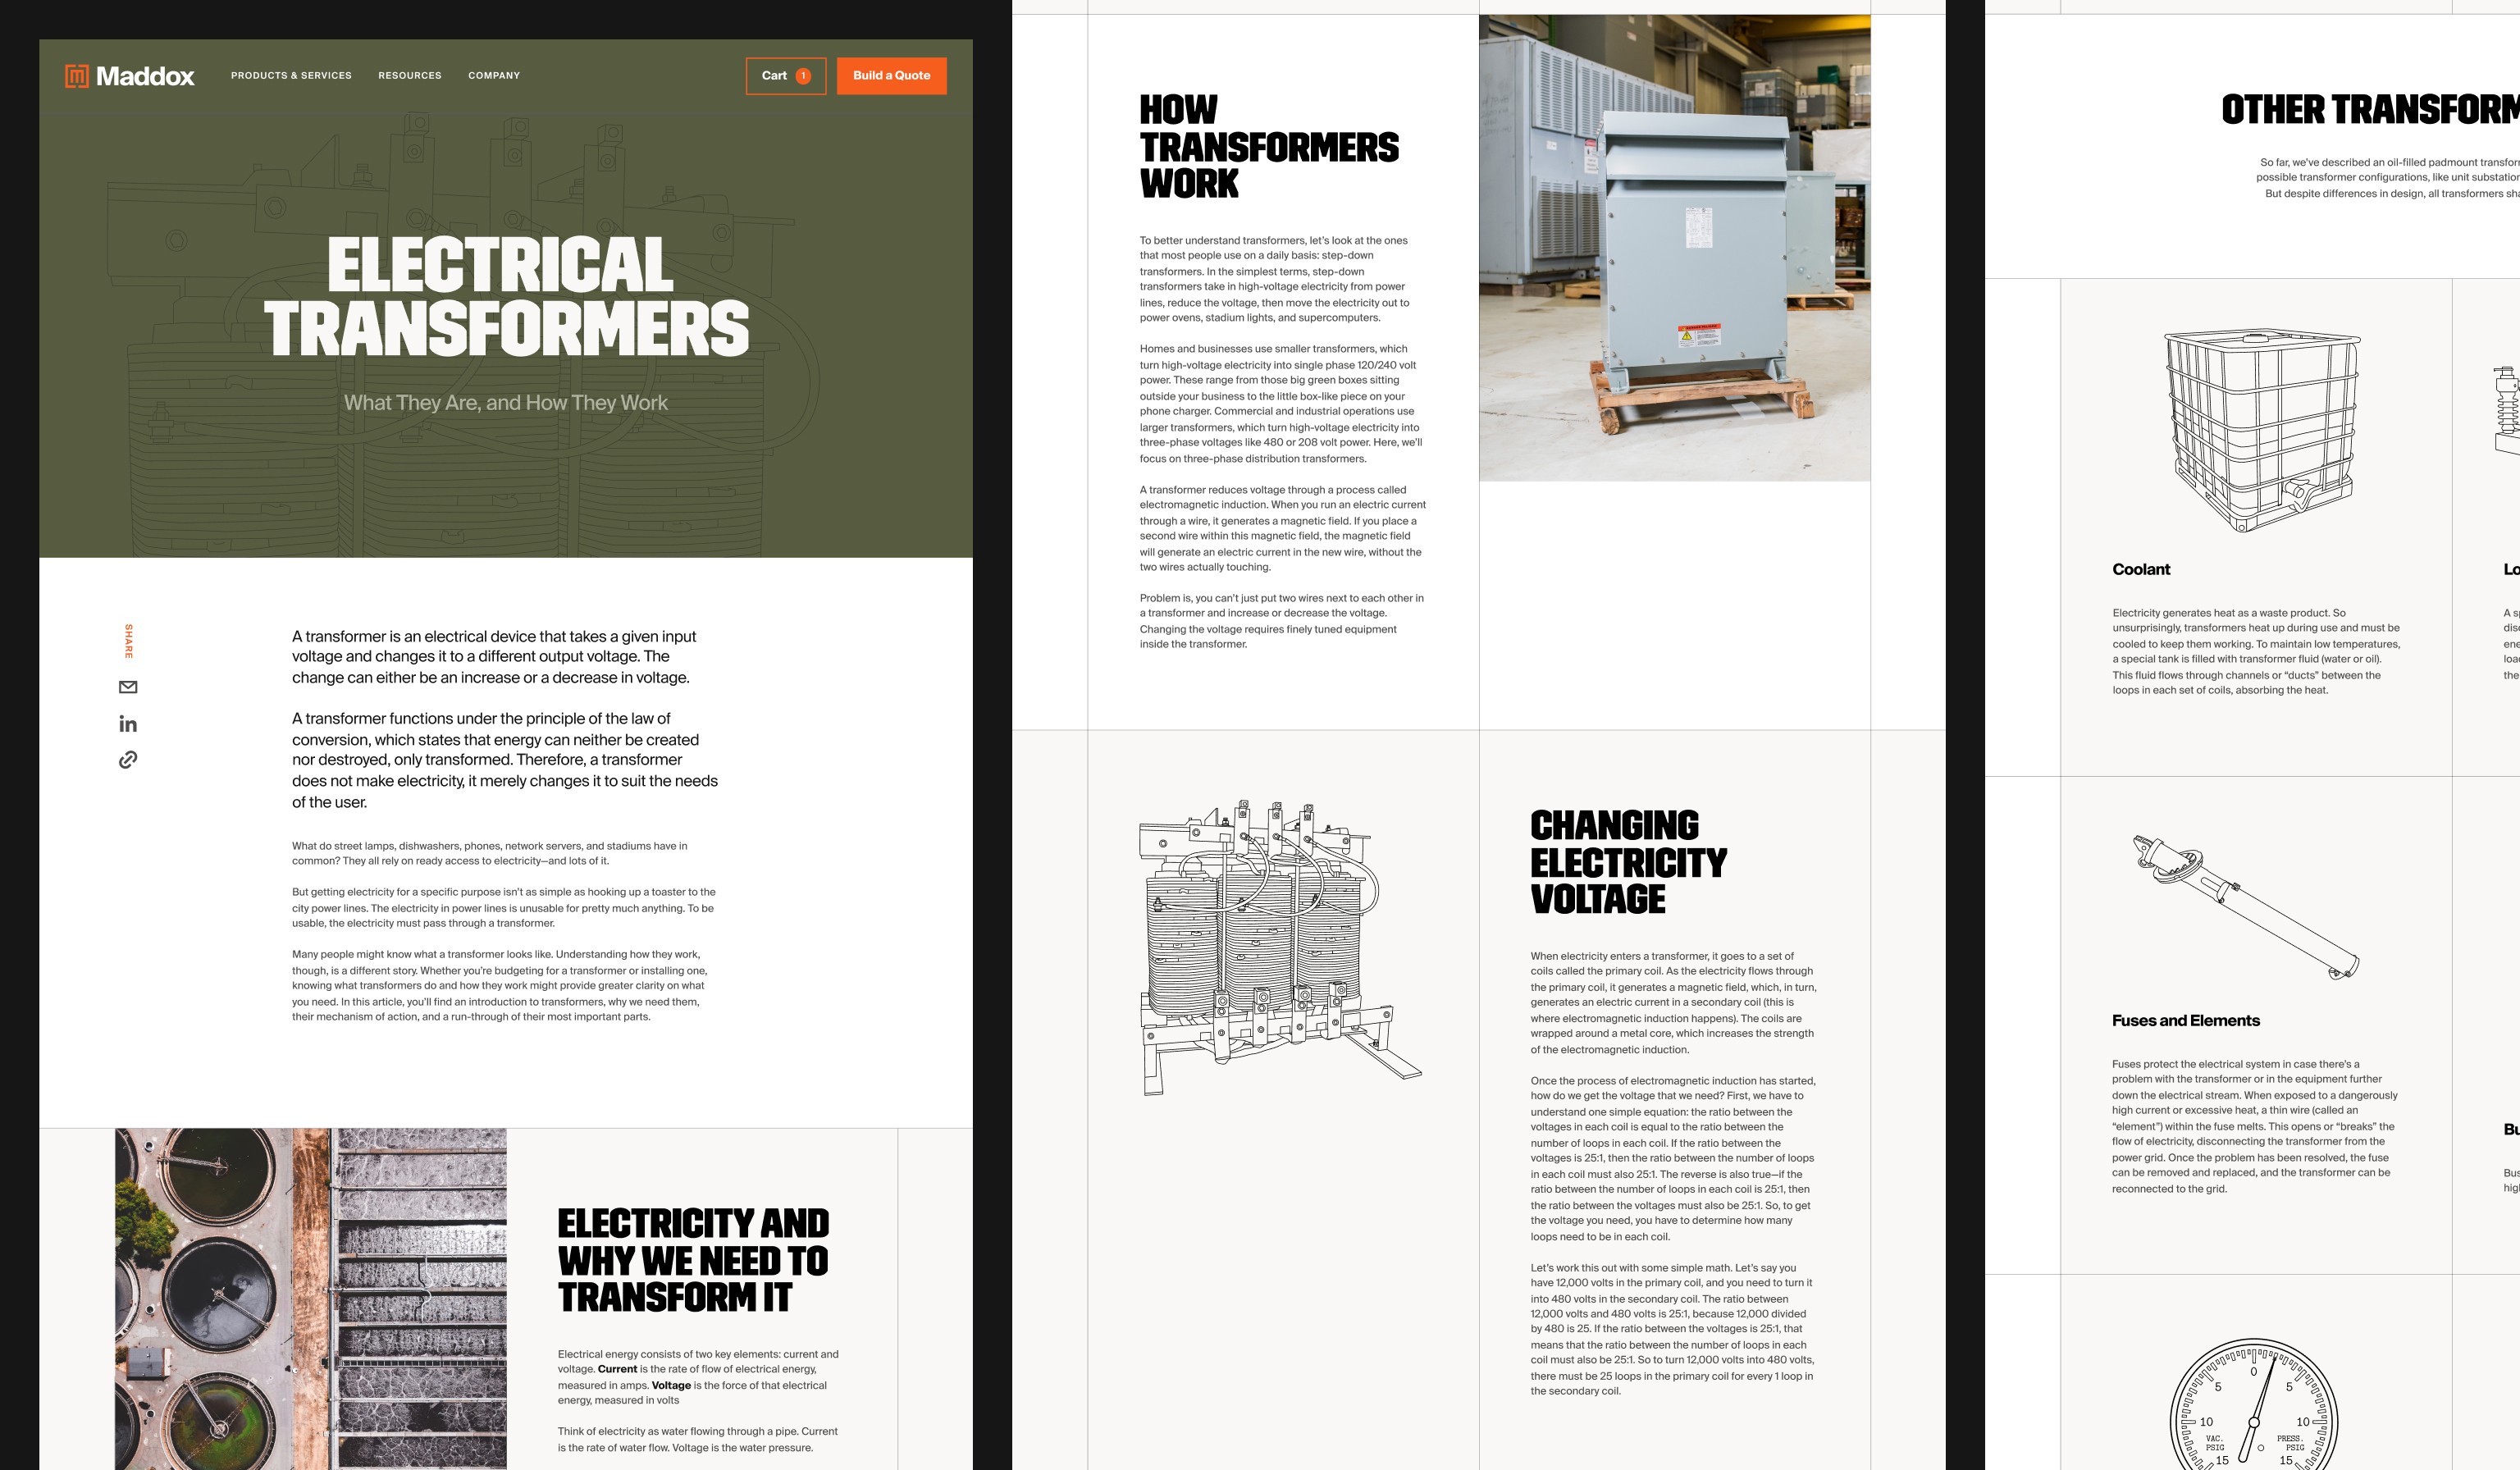 Maddox
PRODUCTS & SERVICES
RESOURCES
COMPANY
Cart 1
Build a Quote
ELECTRICAL
TRANSFORMERS
What They Are, and How They Work
SHARE
A transformer is an electrical device that takes a given input
voltage and changes it to a different output voltage. The
change can either be an increase or a decrease in voltage.
A transformer functions under the principle of the law of
conversion, which states that energy can neither be created
nor destroyed, only transformed. Therefore, a transformer
does not make electricity, it merely changes it to suit the needs
of the user.
What do street lamps, dishwashers, phones, network servers, and stadiums have in
common? They all rely on ready access to electricity—and lots of it.
But getting electricity for a specific purpose isn’t as simple as hooking up a toaster to the
city power lines. The electricity in power lines is unusable for pretty much anything. To be
usable, the electricity must pass through a transformer.
Many people might know what a transformer looks like. Understanding how they work,
though, is a different story. Whether you’re budgeting for a transformer or installing one,
knowing what transformers do and how they work might provide greater clarity on what
you need. In this article, you’ll find an introduction to transformers, why we need them,
their mechanism of action, and a run-through of their most important parts.
ELECTRICITY AND
WHY WE NEED TO
TRANSFORM IT
Electrical energy consists of two key elements: current and
voltage. Current is the rate of flow of electrical energy,
measured in amps. Voltage is the force of that electrical
energy, measured in volts
Think of electricity as water flowing through a pipe. Current
is the rate of water flow. Voltage is the water pressure.
HOW
TRANSFORMERS
WORK
To better understand transformers, let’s look at the ones
that most people use on a daily basis: step-down
transformers. In the simplest terms, step-down
transformers take in high-voltage electricity from power
lines, reduce the voltage, then move the electricity out to
power ovens, stadium lights, and supercomputers.
Homes and businesses use smaller transformers, which
turn high-voltage electricity into single phase 120/240 volt
power. These range from those big green boxes sitting
outside your business to the little box-like piece on your
phone charger. Commercial and industrial operations use
larger transformers, which turn high-voltage electricity into
three-phase voltages like 480 or 208 volt power. Here, we’ll
focus on three-phase distribution transformers.
A transformer reduces voltage through a process called
electromagnetic induction. When you run an electric current
through a wire, it generates a magnetic field. If you place a
second wire within this magnetic field, the magnetic field
will generate an electric current in the new wire, without the
two wires actually touching.
Problem is, you can’t just put two wires next to each other in
a transformer and increase or decrease the voltage.
Changing the voltage requires finely tuned equipment
inside the transformer.
CHANGING
ELECTRICITY
VOLTAGE
When electricity enters a transformer, it goes to a set of
coils called the primary coil. As the electricity flows through
the primary coil, it generates a magnetic field, which, in turn,
generates an electric current in a secondary coil (this is
where electromagnetic induction happens). The coils are
wrapped around a metal core, which increases the strength
of the electromagnetic induction.
Once the process of electromagnetic induction has started,
how do we get the voltage that we need? First, we have to
understand one simple equation: the ratio between the
voltages in each coil is equal to the ratio between the
number of loops in each coil. If the ratio between the
voltages is 25:1, then the ratio between the number of loops
in each coil must also 25:1. The reverse is also true—if the
ratio between the number of loops in each coil is 25:1, then
the ratio between the voltages must also be 25:1. So, to get
the voltage you need, you have to determine how many
loops need to be in each coil.
Let’s work this out with some simple math. Let’s say you
have 12,000 volts in the primary coil, and you need to turn it
into 480 volts in the secondary coil. The ratio between
12,000 volts and 480 volts is 25:1, because 12,000 divided
by 480 is 25. If the ratio between the voltages is 25:1, that
means that the ratio between the number of loops in each
coil must also be 25:1. So to turn 12,000 volts into 480 volts,
there must be 25 loops in the primary coil for every 1 loop in
the secondary coil.
OTHER TRANSFORM
So far, we’ve described an oil-filled padmount transfor
possible transformer configurations, like unit substation
But despite differences in design, all transformers sha
Coolant
Electricity generates heat as a waste product. So
unsurprisingly, transformers heat up during use and must be
cooled to keep them working. To maintain low temperatures,
a special tank is filled with transformer fluid (water or oil).
This fluid flows through channels or “ducts” between the
loops in each set of coils, absorbing the heat.
Lo
A sp
disc
ene
load
the
Fuses and Elements
Fuses protect the electrical system in case there’s a
problem with the transformer or in the equipment further
down the electrical stream. When exposed to a dangerously
high current or excessive heat, a thin wire (called an
“element”) within the fuse melts. This opens or “breaks” the
flow of electricity, disconnecting the transformer from the
power grid. Once the problem has been resolved, the fuse
can be removed and replaced, and the transformer can be
reconnected to the grid.
Bu
Bus
high
0
5 5
10 10
VAC. PRESS.
PSIG PSIG
15 15